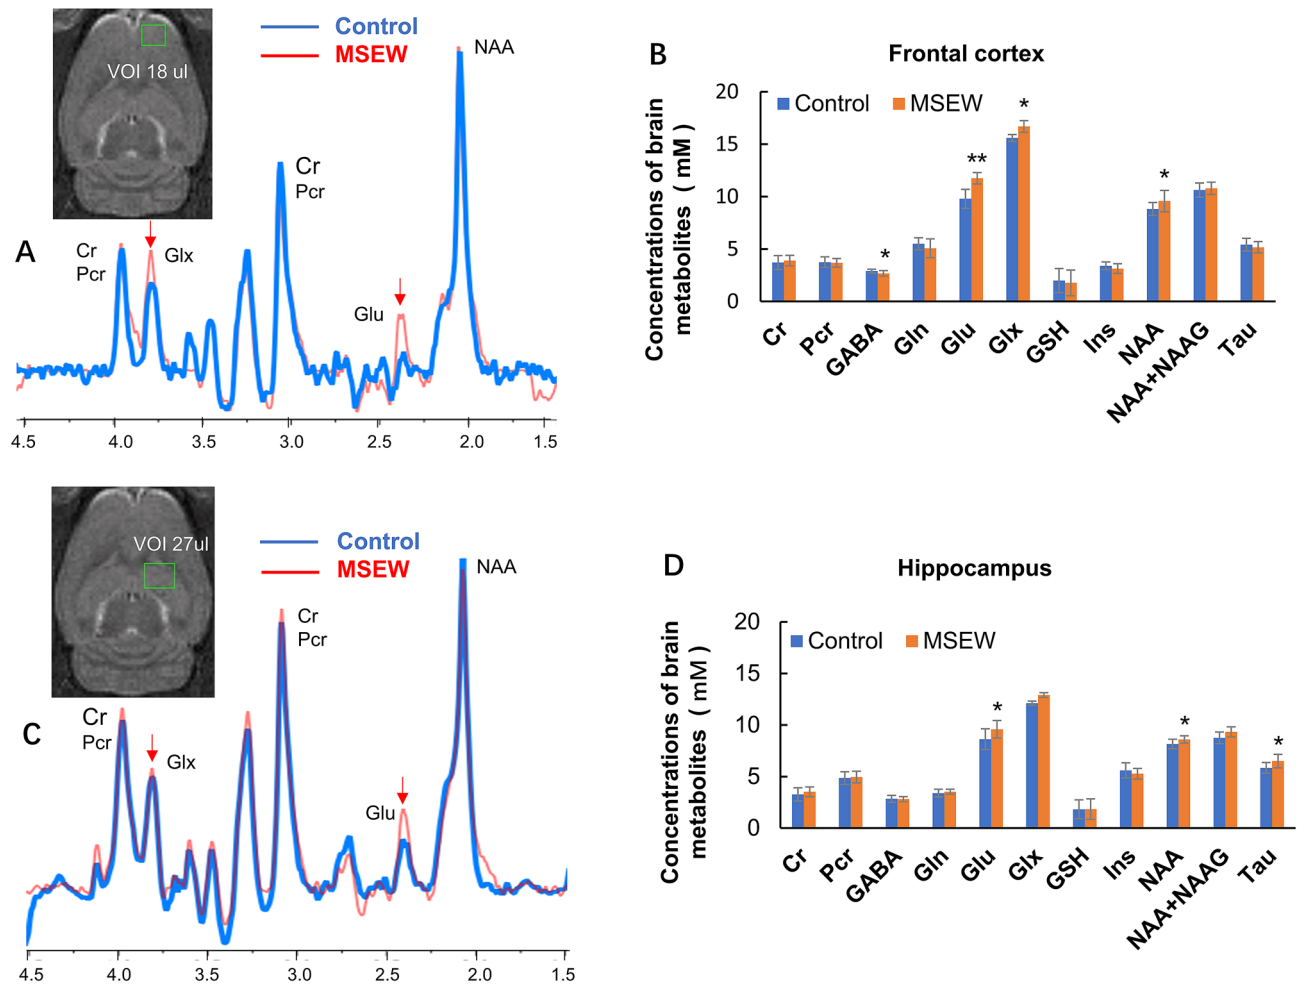 A
VOI 18 ul
Control
MSEW
NAA
Cr
Pcr
Cr
Pcr
Glx
Glu
4.5 4.0 3.5 3.0 2.5 2.0 1.5
B
Frontal cortex
Control MSEW
Concentrations of brain
metabolites ( mM )
20
15
10
5
0
* ** * *
Cr Pcr GABA Gln Glu Glx GSH Ins NAA NAA+NAAG Tau
C
VOI 27ul
Control
MSEW
NAA
Cr
Pcr
Cr
Pcr
Glx
Glu
4.5 4.0 3.5 3.0 2.5 2.0 1.5
D
Hippocampus
Control MSEW
Concentrations of brain
metabolites ( mM )
20
15
10
5
0
* * *
Cr Pcr GABA Gln Glu Glx GSH Ins NAA NAA+NAAG Tau